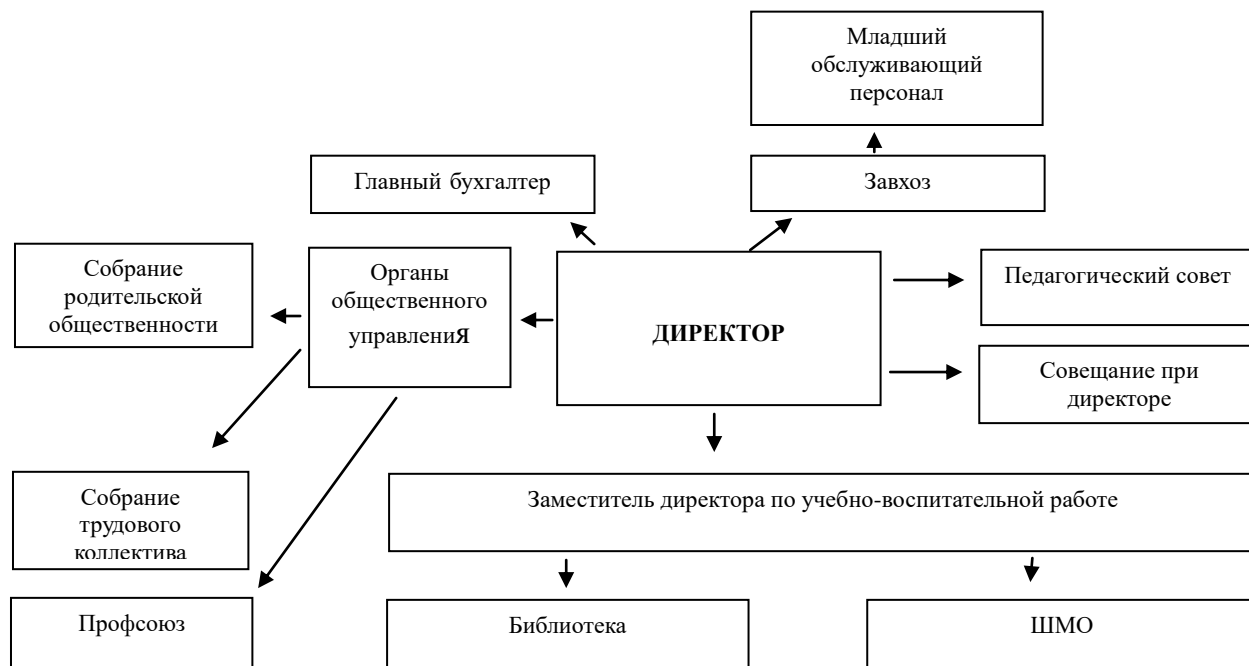 Младший
обслуживающий
персонал
Главный бухгалтер
Завхоз
Собрание
родительской
общественности
Органы
общественного
управления
ДИРЕКТОР
Педагогический совет
Совещание при
директоре
Собрание
трудового
коллектива
Заместитель директора по учебно-воспитательной работе
Профсоюз
Библиотека
ШМО